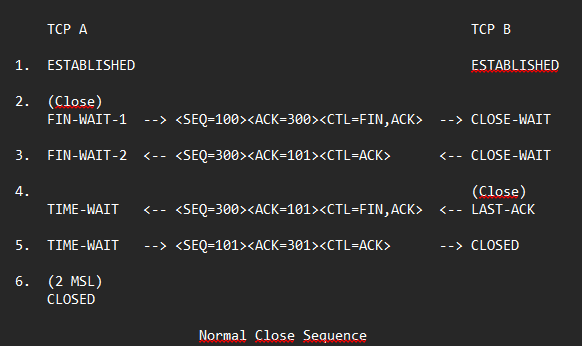 TCP A                                                TCP B
1.  ESTABLISHED                                          ESTABLISHED
2.  (Close)
FIN-WAIT-1  --> <SEQ=100><ACK=300><CTL=FIN,ACK>  --> CLOSE-WAIT
3.  FIN-WAIT-2  <-- <SEQ=300><ACK=101><CTL=ACK>      <-- CLOSE-WAIT
4.                                                       (Close)
TIME-WAIT   <-- <SEQ=300><ACK=101><CTL=FIN,ACK>  <-- LAST-ACK
5.  TIME-WAIT   --> <SEQ=101><ACK=301><CTL=ACK>      --> CLOSED
6.  (2 MSL)
CLOSED
Normal Close Sequence